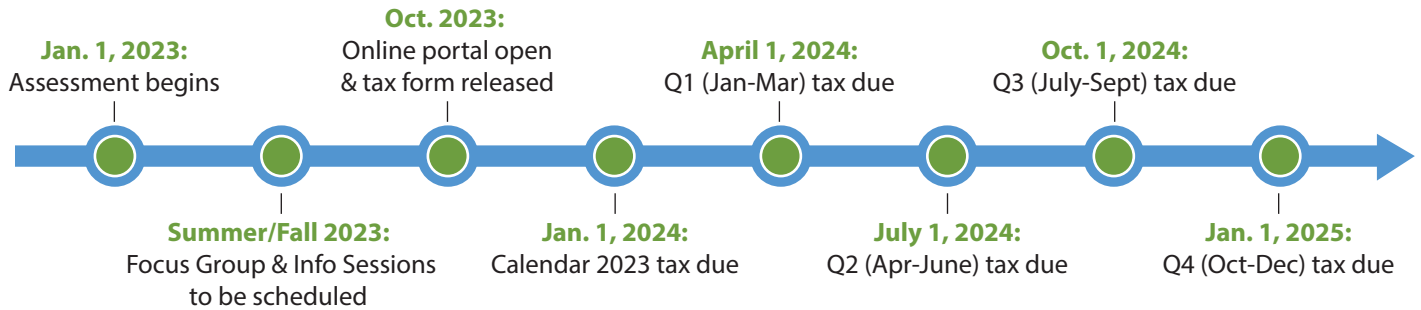 Jan. 1, 2023:
Assessment begins
Summer/Fall 2023:
Focus Group & Info Sessions
to be scheduled
Oct. 2023:
Online portal open
& tax form released
Jan. 1, 2024:
Calendar 2023 tax due
April 1, 2024:
Q1 (Jan-Mar) tax due
July 1, 2024:
Q2 (Apr-June) tax due
Oct. 1, 2024:
Q3 (July-Sept) tax due
Jan. 1, 2025:
Q4 (Oct-Dec) tax due